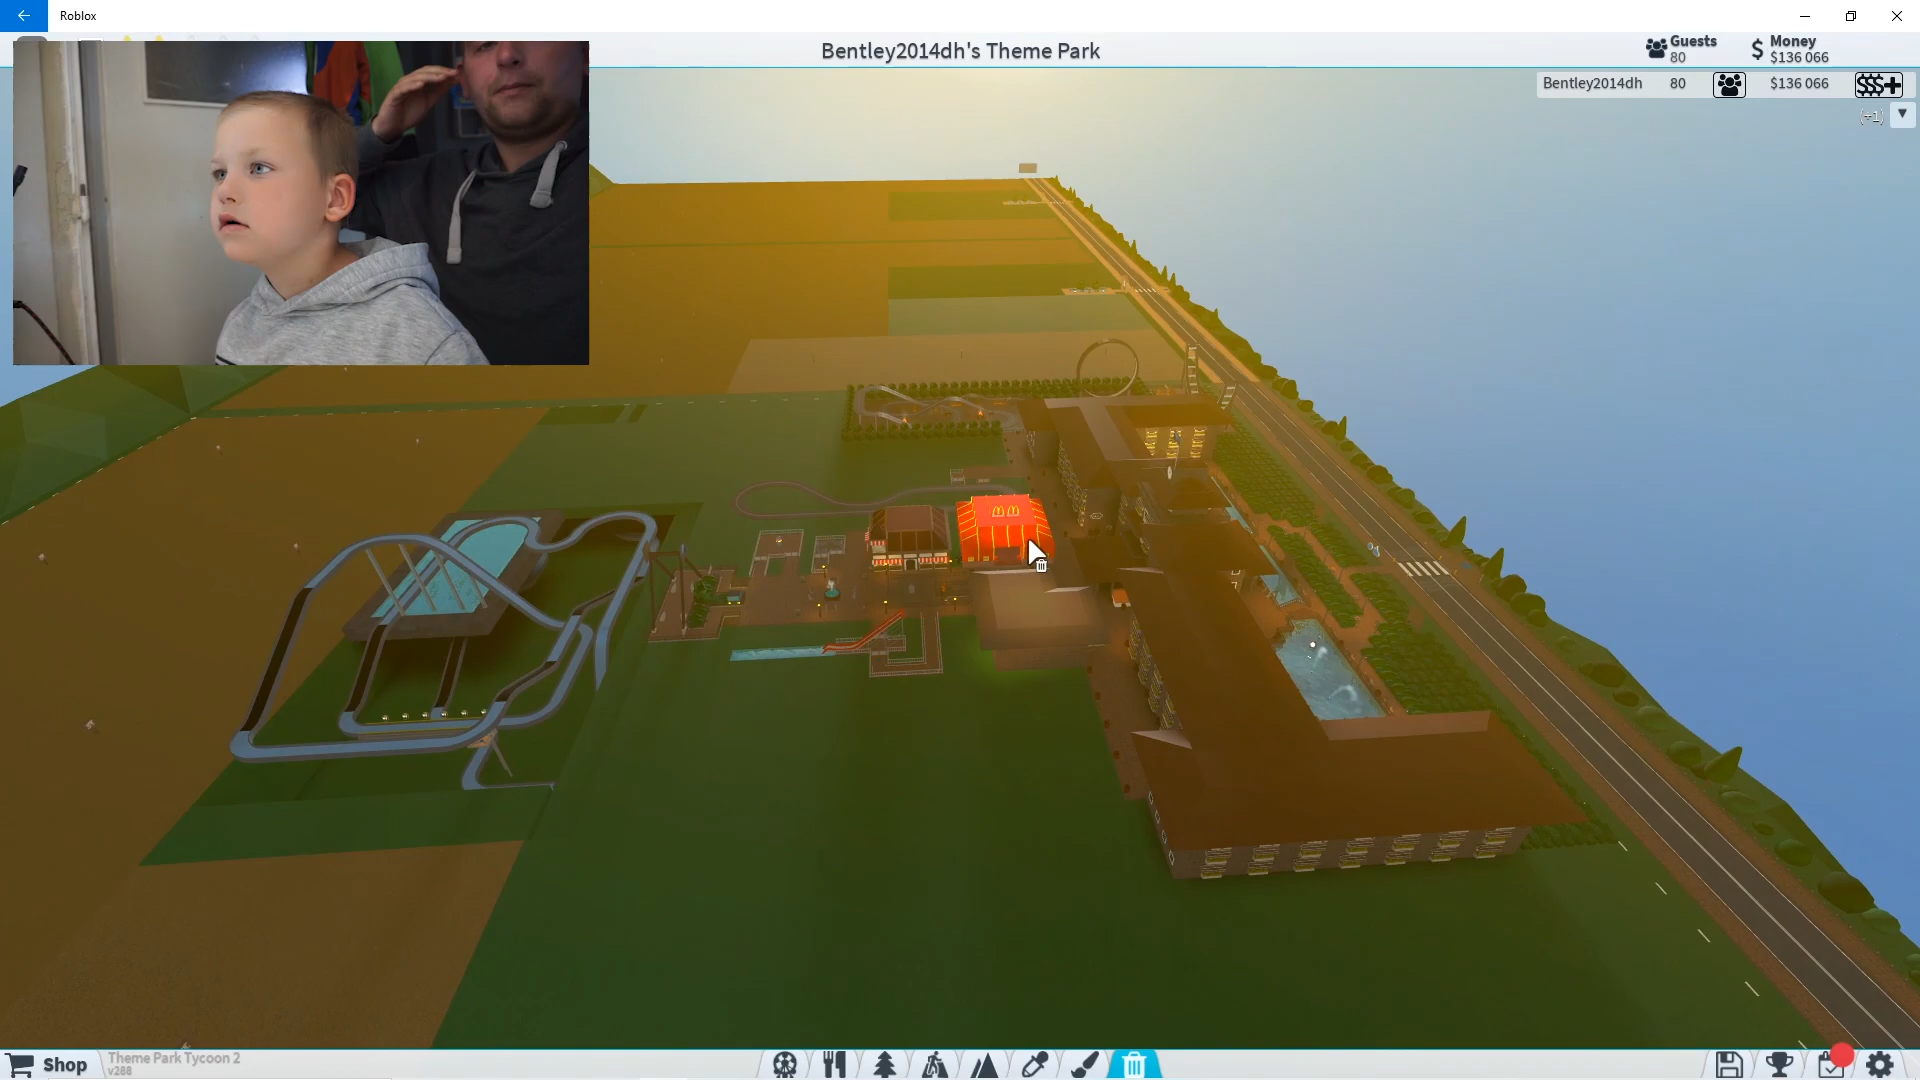 Roblox
Bentley2014dh's Theme Park
Guests
80
Money
$136 066
Bentley2014dh 80 $136 066
(+1)
Shop
Theme Park Tycoon 2
v288